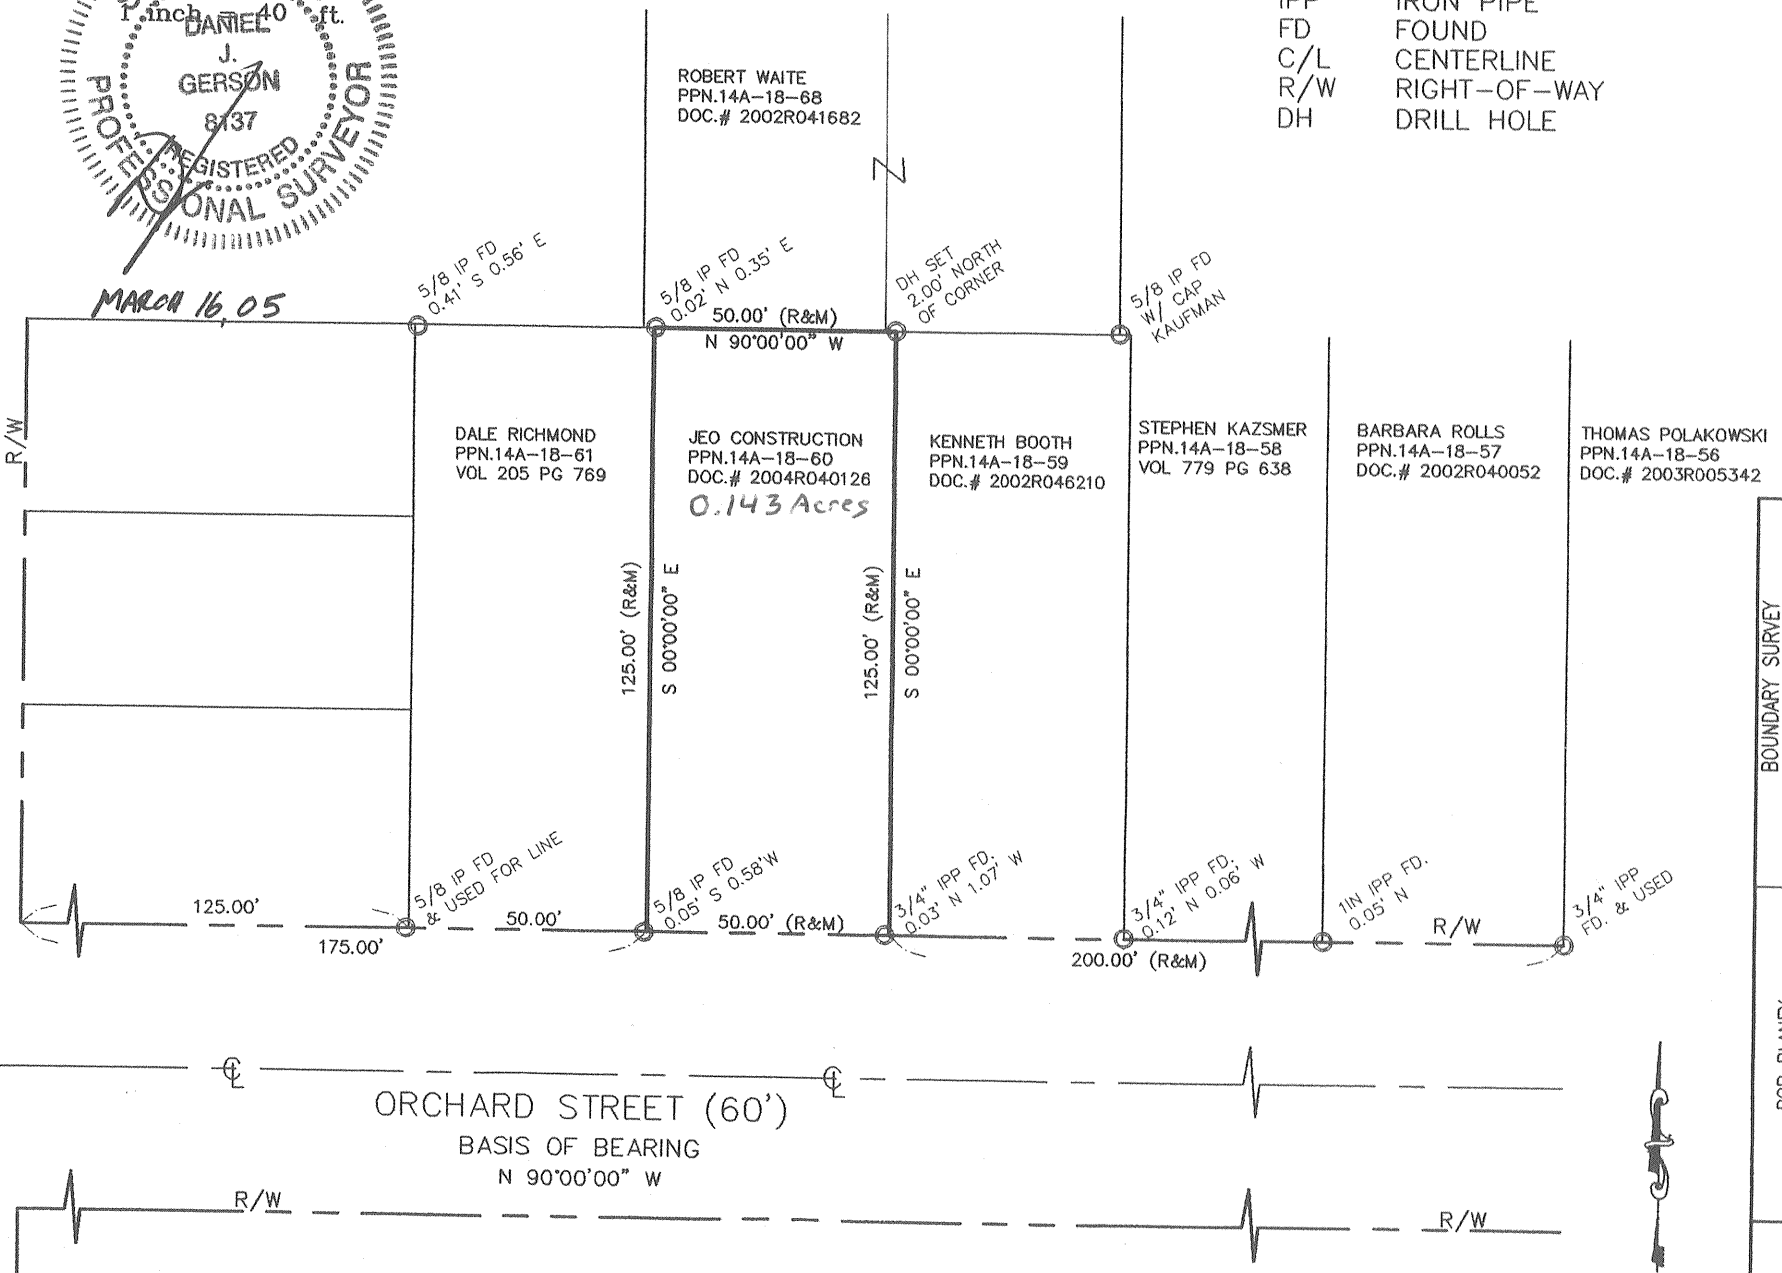 1 inch = 40 ft.
DANIEL
J.
GERSON
8137
REGISTERED
PROFESSIONAL SURVEYOR
MARCH 16, 05
IPP IRON PIPE
FD FOUND
C/L CENTERLINE
R/W RIGHT-OF-WAY
DH DRILL HOLE
ROBERT WAITE
PPN.14A-18-68
DOC.# 2002R041682
Z
5/8 IP FD
0.41' S 0.56' E
5/8 IP FD
0.02' N 0.35' E
DH SET
2.00' NORTH
OF CORNER
5/8 IP FD
W/ CAP
KAUFMAN
50.00' (R&M)
N 90°00'00" W
R/W
DALE RICHMOND
PPN.14A-18-61
VOL 205 PG 769
JEO CONSTRUCTION
PPN.14A-18-60
DOC.# 2004R040126
0.143 Acres
KENNETH BOOTH
PPN.14A-18-59
DOC.# 2002R046210
STEPHEN KAZSMER
PPN.14A-18-58
VOL 779 PG 638
BARBARA ROLLS
PPN.14A-18-57
DOC.# 2002R040052
THOMAS POLAKOWSKI
PPN.14A-18-56
DOC.# 2003R005342
125.00' (R&M)
S 00°00'00" E
125.00' (R&M)
S 00°00'00" E
BOUNDARY SURVEY
5/8 IP FD
& USED FOR LINE
5/8 IP FD
0.05' S 0.58'W
3/4" IPP FD.
0.03' N 1.07' W
3/4" IPP FD.
0.12' N 0.06' W
1IN IPP FD.
0.05' N
3/4" IPP
FD. & USED
125.00'
175.00'
50.00'
50.00' (R&M)
200.00' (R&M)
R/W
CL
CL
ORCHARD STREET (60')
BASIS OF BEARING
N 90°00'00" W
R/W
R/W